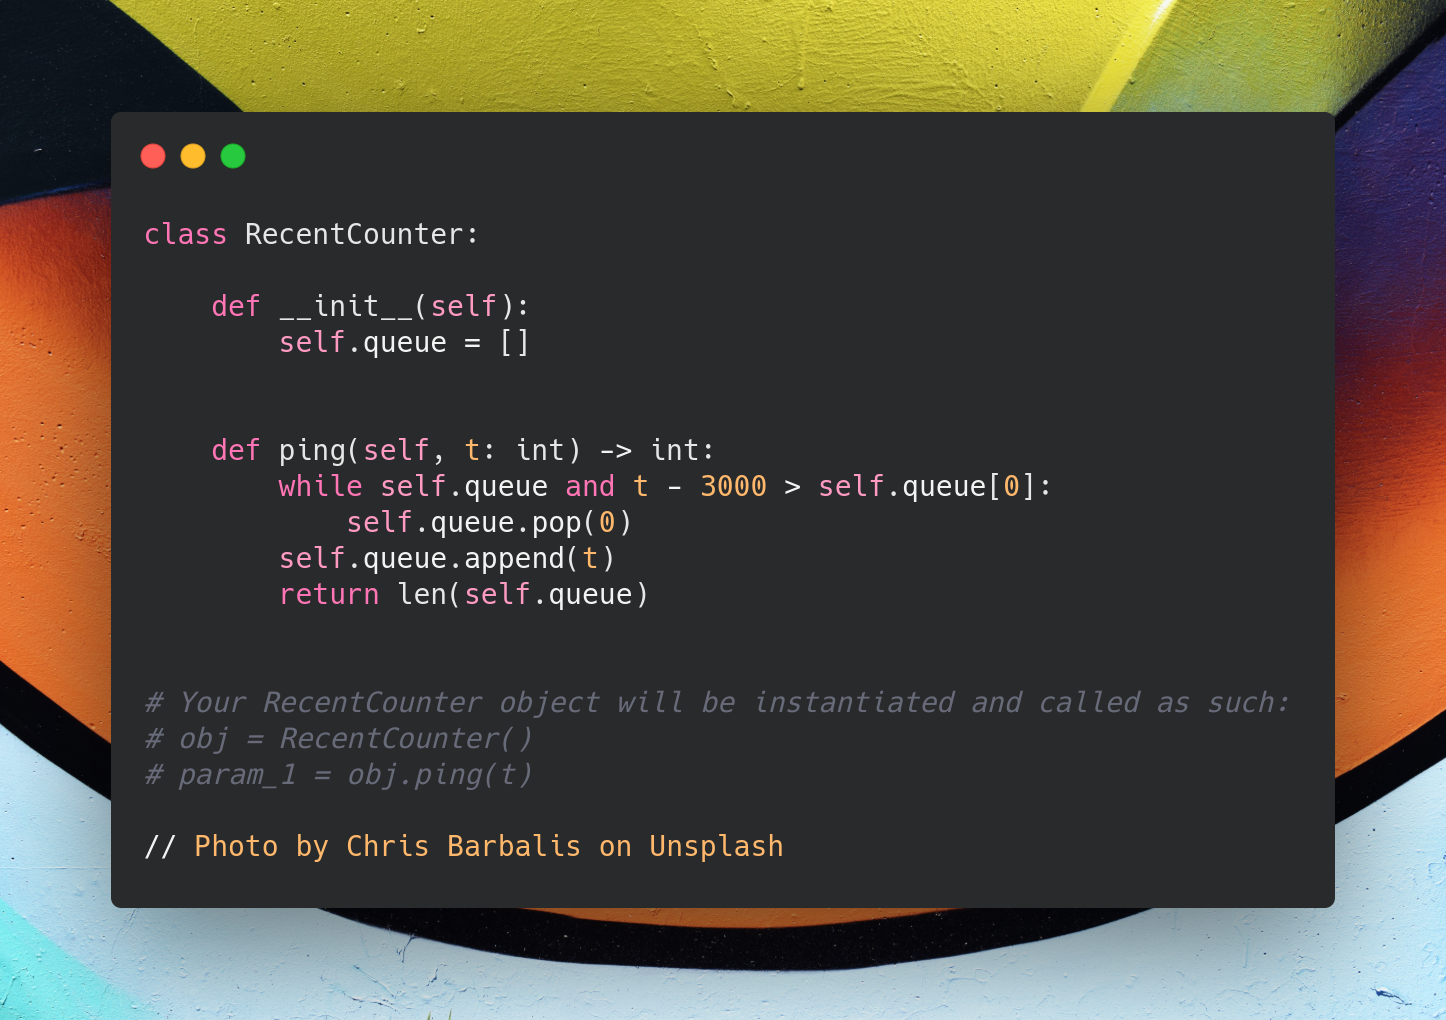 class RecentCounter:
    def __init__(self):
        self.queue = []
    def ping(self, t: int) -> int:
        while self.queue and t - 3000 > self.queue[0]:
            self.queue.pop(0)
        self.queue.append(t)
        return len(self.queue)
# Your RecentCounter object will be instantiated and called as such:
# obj = RecentCounter()
# param_1 = obj.ping(t)
// Photo by Chris Barbalis on Unsplash